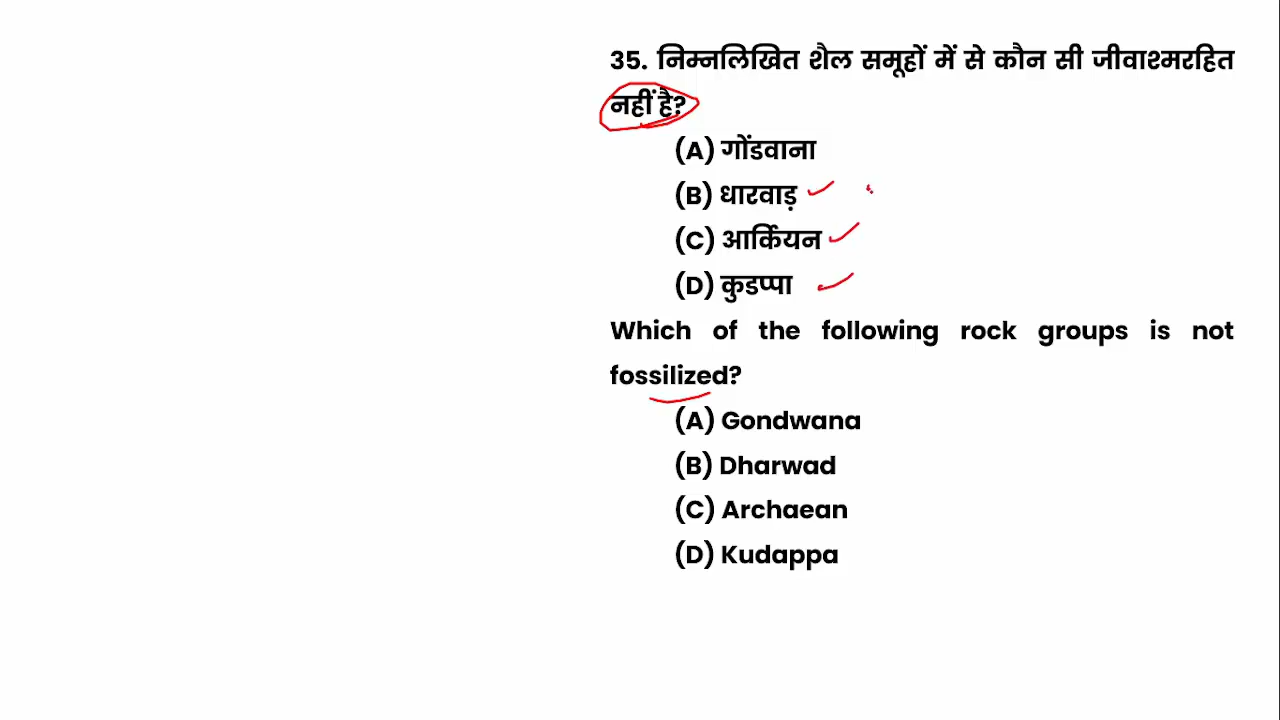 35. निम्नलिखित शैल समूहों में से कौन सी जीवाश्मरहित
नहीं है?
(A) गोंडवाना
(B) धारवाड़
(C) आर्कियन
(D) कुडप्पा
Which of the following rock groups is not
fossilized?
(A) Gondwana
(B) Dharwad
(C) Archaean
(D) Kudappa